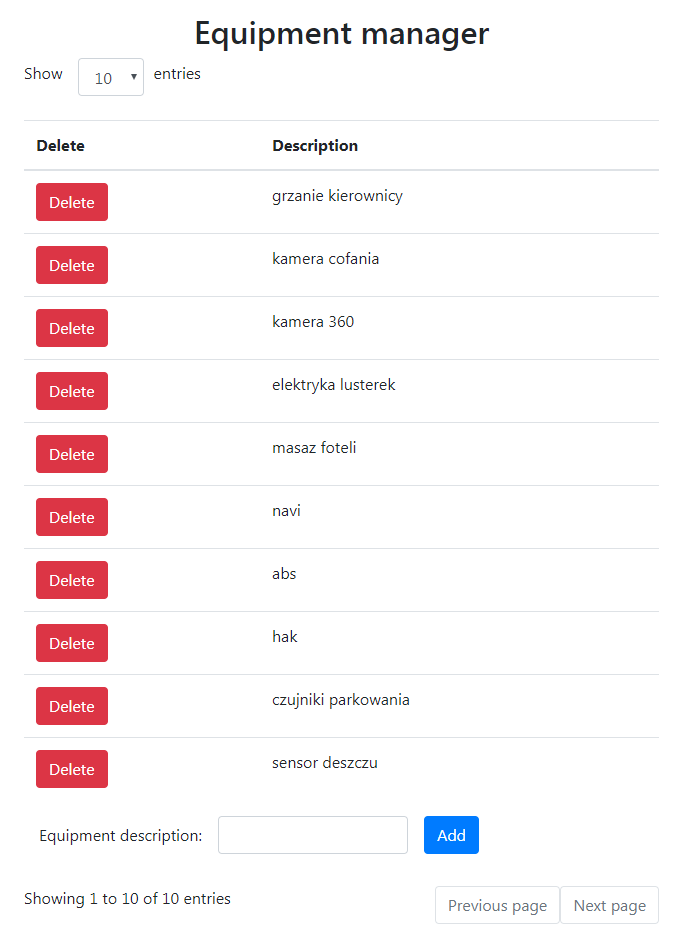 Equipment manager
Show 10 entries
Delete Description
Delete grzanie kierownicy
Delete kamera cofania
Delete kamera 360
Delete elektryka lusterek
Delete masaz foteli
Delete navi
Delete abs
Delete hak
Delete czujniki parkowania
Delete sensor deszczu
Equipment description: Add
Showing 1 to 10 of 10 entries Previous page Next page